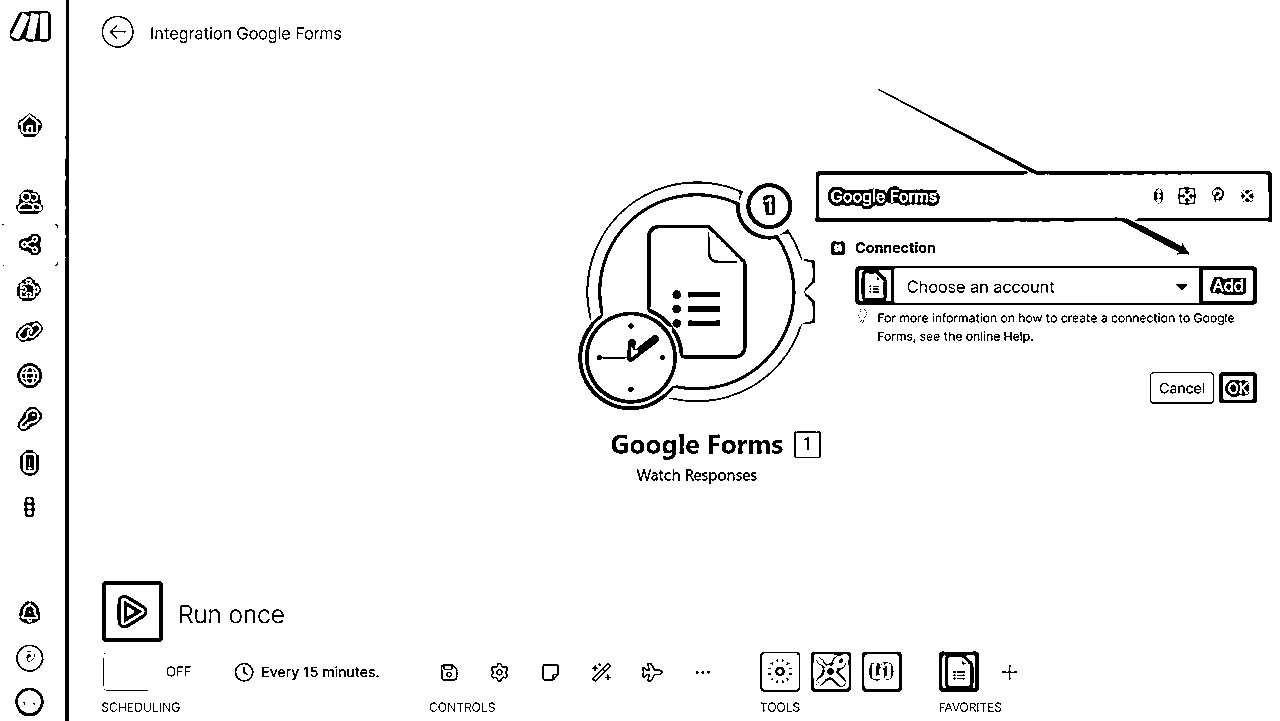 Integration Google Forms
1
Google Forms
Connection
Choose an account
Add
For more information on how to create a connection to Google
Forms, see the online Help.
Cancel
OK
Google Forms 1
Watch Responses
Run once
OFF
Every 15 minutes.
SCHEDULING
CONTROLS
TOOLS
FAVORITES